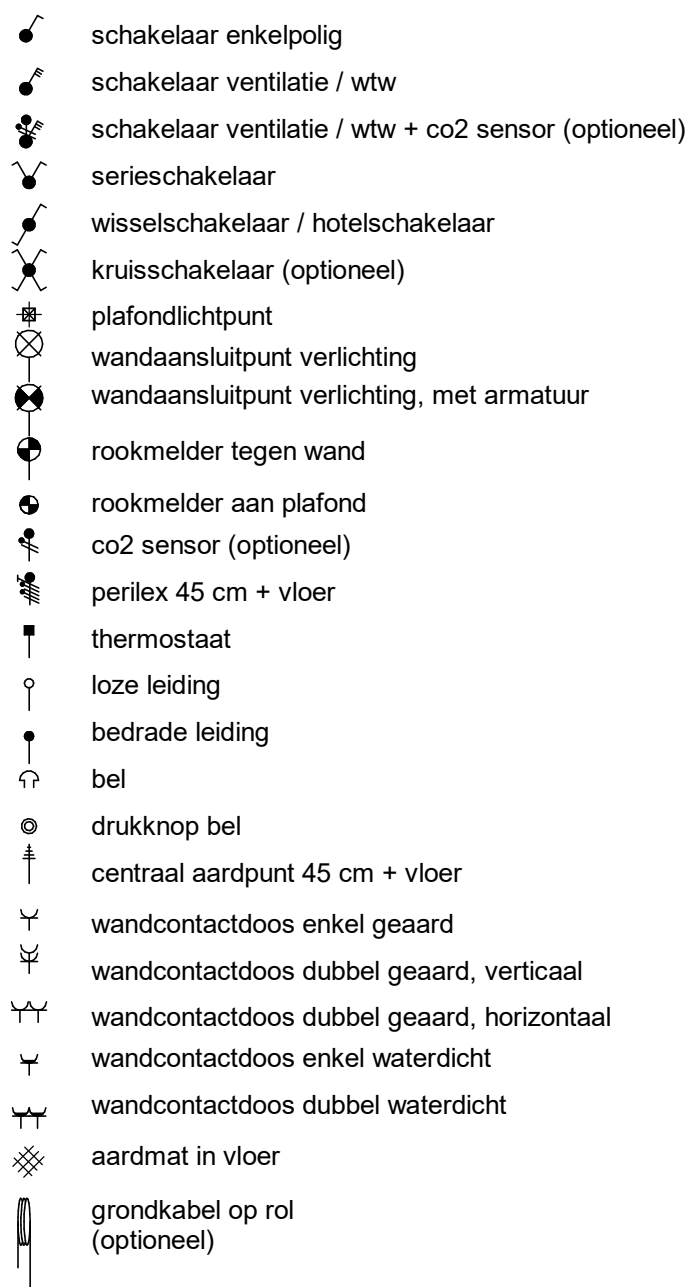 schakelaar enkelpolig
schakelaar ventilatie / wtw
schakelaar ventilatie / wtw + co2 sensor (optioneel)
serieschakelaar
wisselschakelaar / hotelschakelaar
kruisschakelaar (optioneel)
plafondlichtpunt
wandaansluitpunt verlichting
wandaansluitpunt verlichting, met armatuur
rookmelder tegen wand
rookmelder aan plafond
co2 sensor (optioneel)
perilex 45 cm + vloer
thermostaat
loze leiding
bedrade leiding
bel
drukknop bel
centraal aardpunt 45 cm + vloer
wandcontactdoos enkel geaard
wandcontactdoos dubbel geaard, verticaal
wandcontactdoos dubbel geaard, horizontaal
wandcontactdoos enkel waterdicht
wandcontactdoos dubbel waterdicht
aardmat in vloer
grondkabel op rol
(optioneel)